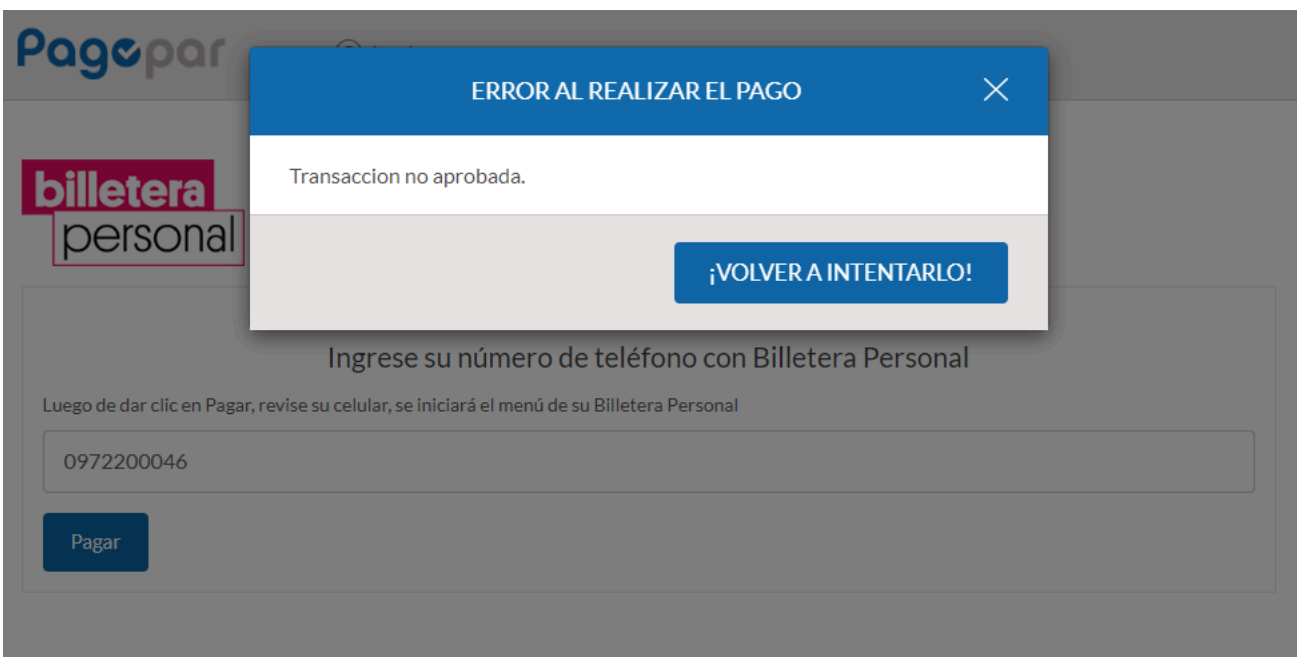 Pagopar
ERROR AL REALIZAR EL PAGO
Transaccion no aprobada.
¡VOLVER A INTENTARLO!
billetera
personal
Ingrese su número de teléfono con Billetera Personal
Luego de dar clic en Pagar, revise su celular, se iniciará el menú de su Billetera Personal
0972200046
Pagar